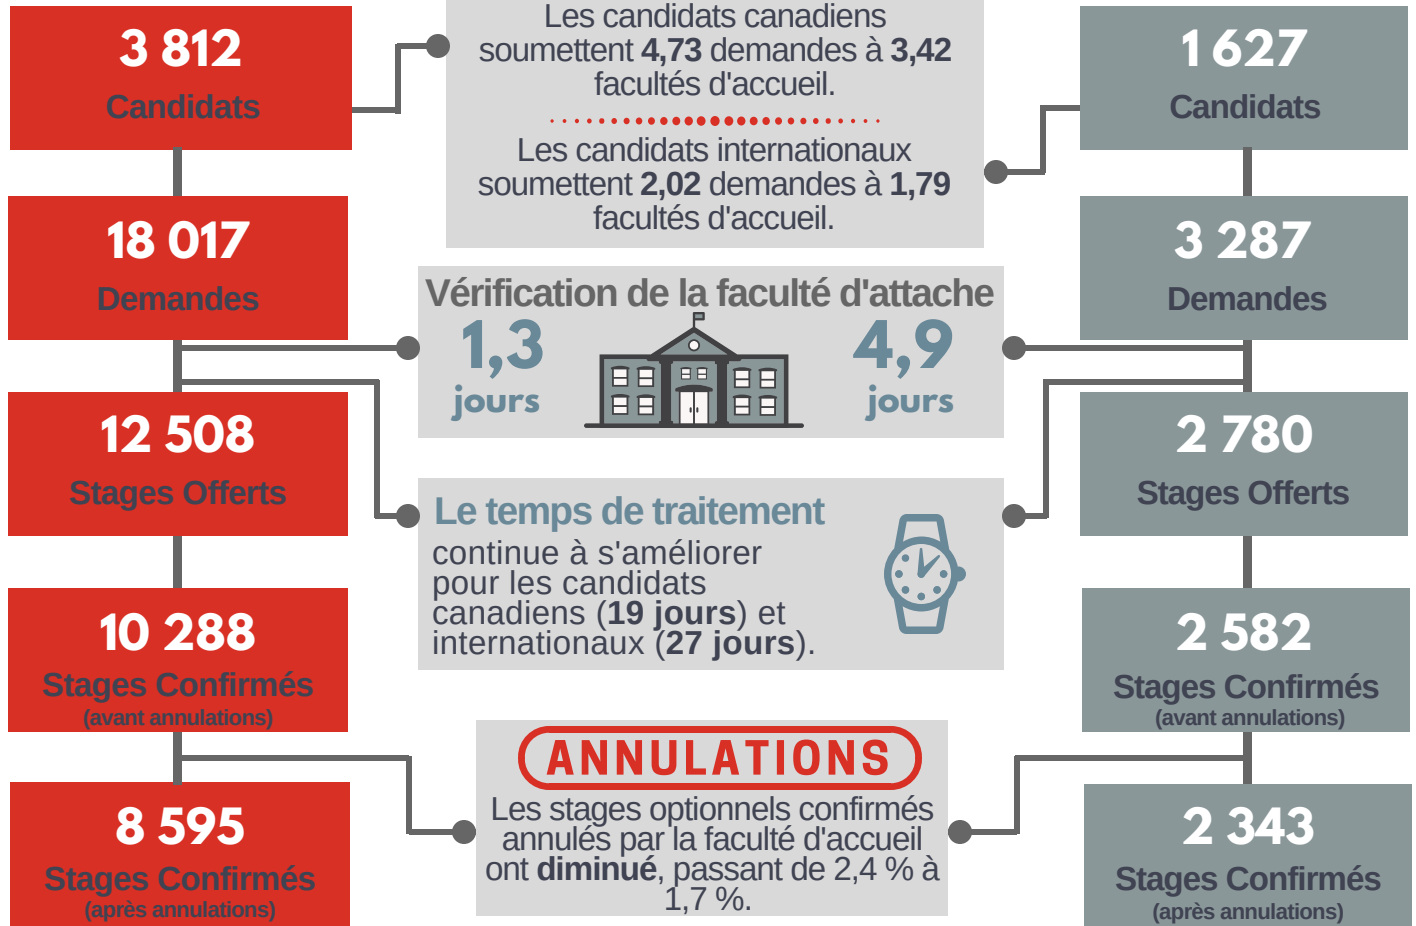 3 812
Candidats
18 017
Demandes
12 508
Stages Offerts
10 288
Stages Confirmés
(avant annulations)
8 595
Stages Confirmés
(après annulations)
Les candidats canadiens
soumettent 4,73 demandes à 3,42
facultés d'accueil.
Les candidats internationaux
soumettent 2,02 demandes à 1,79
facultés d'accueil.
Vérification de la faculté d'attache
1,3
jours
4,9
jours
Le temps de traitement
continue à s'améliorer
pour les candidats
canadiens (19 jours) et
internationaux (27 jours).
ANNULATIONS
Les stages optionnels confirmés
annulés par la faculté d'accueil
ont diminué, passant de 2,4 % à
1,7 %.
1 627
Candidats
3 287
Demandes
2 780
Stages Offerts
2 582
Stages Confirmés
(avant annulations)
2 343
Stages Confirmés
(après annulations)